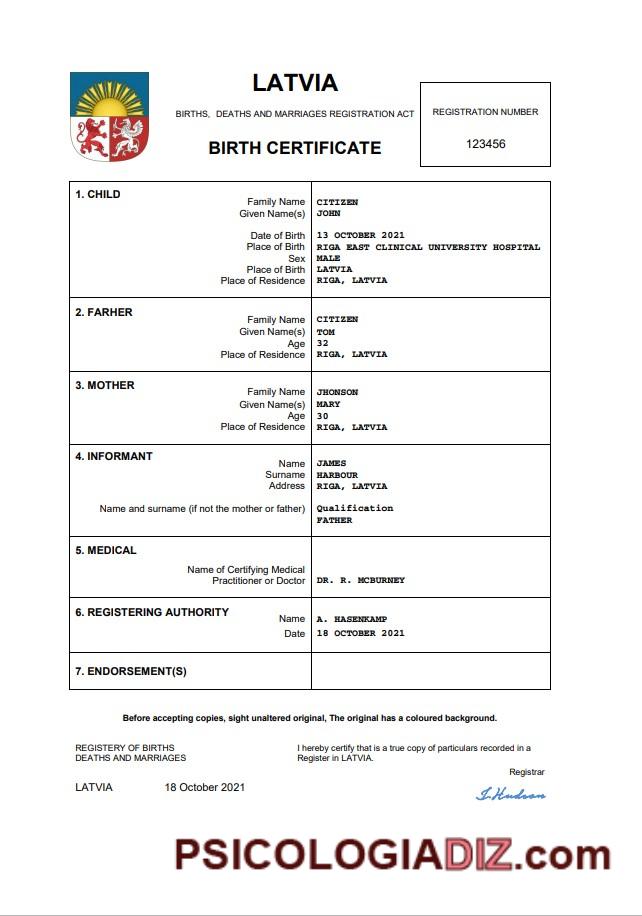 LATVIA
BIRTHS, DEATHS AND MARRIAGES REGISTRATION ACT
BIRTH CERTIFICATE
REGISTRATION NUMBER
123456
1. CHILD
Family Name CITIZEN
Given Name(s) JOHN
Date of Birth 13 OCTOBER 2021
Place of Birth RIGA EAST CLINICAL UNIVERSITY HOSPITAL
Sex MALE
Place of Birth LATVIA
Place of Residence RIGA, LATVIA
2. FARHER
Family Name CITIZEN
Given Name(s) TOM
Age 32
Place of Residence RIGA, LATVIA
3. MOTHER
Family Name JHONSON
Given Name(s) MARY
Age 30
Place of Residence RIGA, LATVIA
4. INFORMANT
Name JAMES
Surname HARBOUR
Address RIGA, LATVIA
Name and surname (if not the mother or father) Qualification
FATHER
5. MEDICAL
Name of Certifying Medical
Practitioner or Doctor DR. R. MCBURNEY
6. REGISTERING AUTHORITY
Name A. HASENKAMP
Date 18 OCTOBER 2021
7. ENDORSEMENT(S)
Before accepting copies, sight unaltered original, The original has a coloured background.
REGISTERY OF BIRTHS
DEATHS AND MARRIAGES
I hereby certify that is a true copy of particulars recorded in a
Register in LATVIA.
Registrar
LATVIA 18 October 2021
J. Hudson
PSICOLOGIADIZ.com